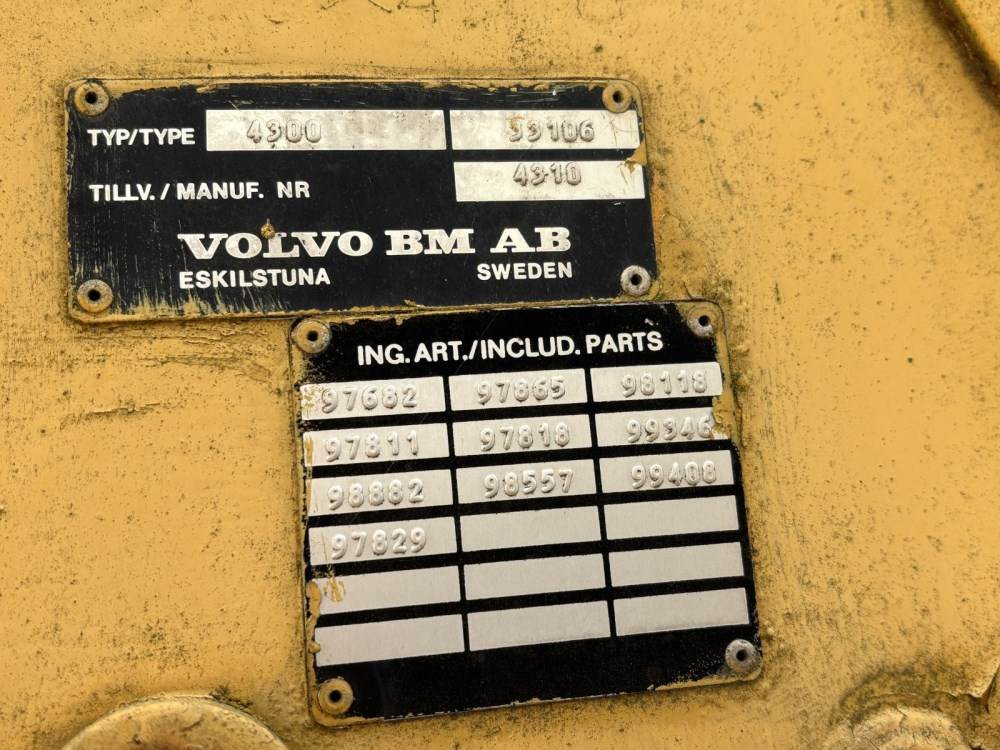 TYP/TYPE 4300 99106
TILLV. / MANUF. NR 4310
VOLVO BM AB
ESKILSTUNA SWEDEN
ING. ART./INCLUD. PARTS
97682 97865 98118
97811 97818 99346
98882 98557 99408
97829